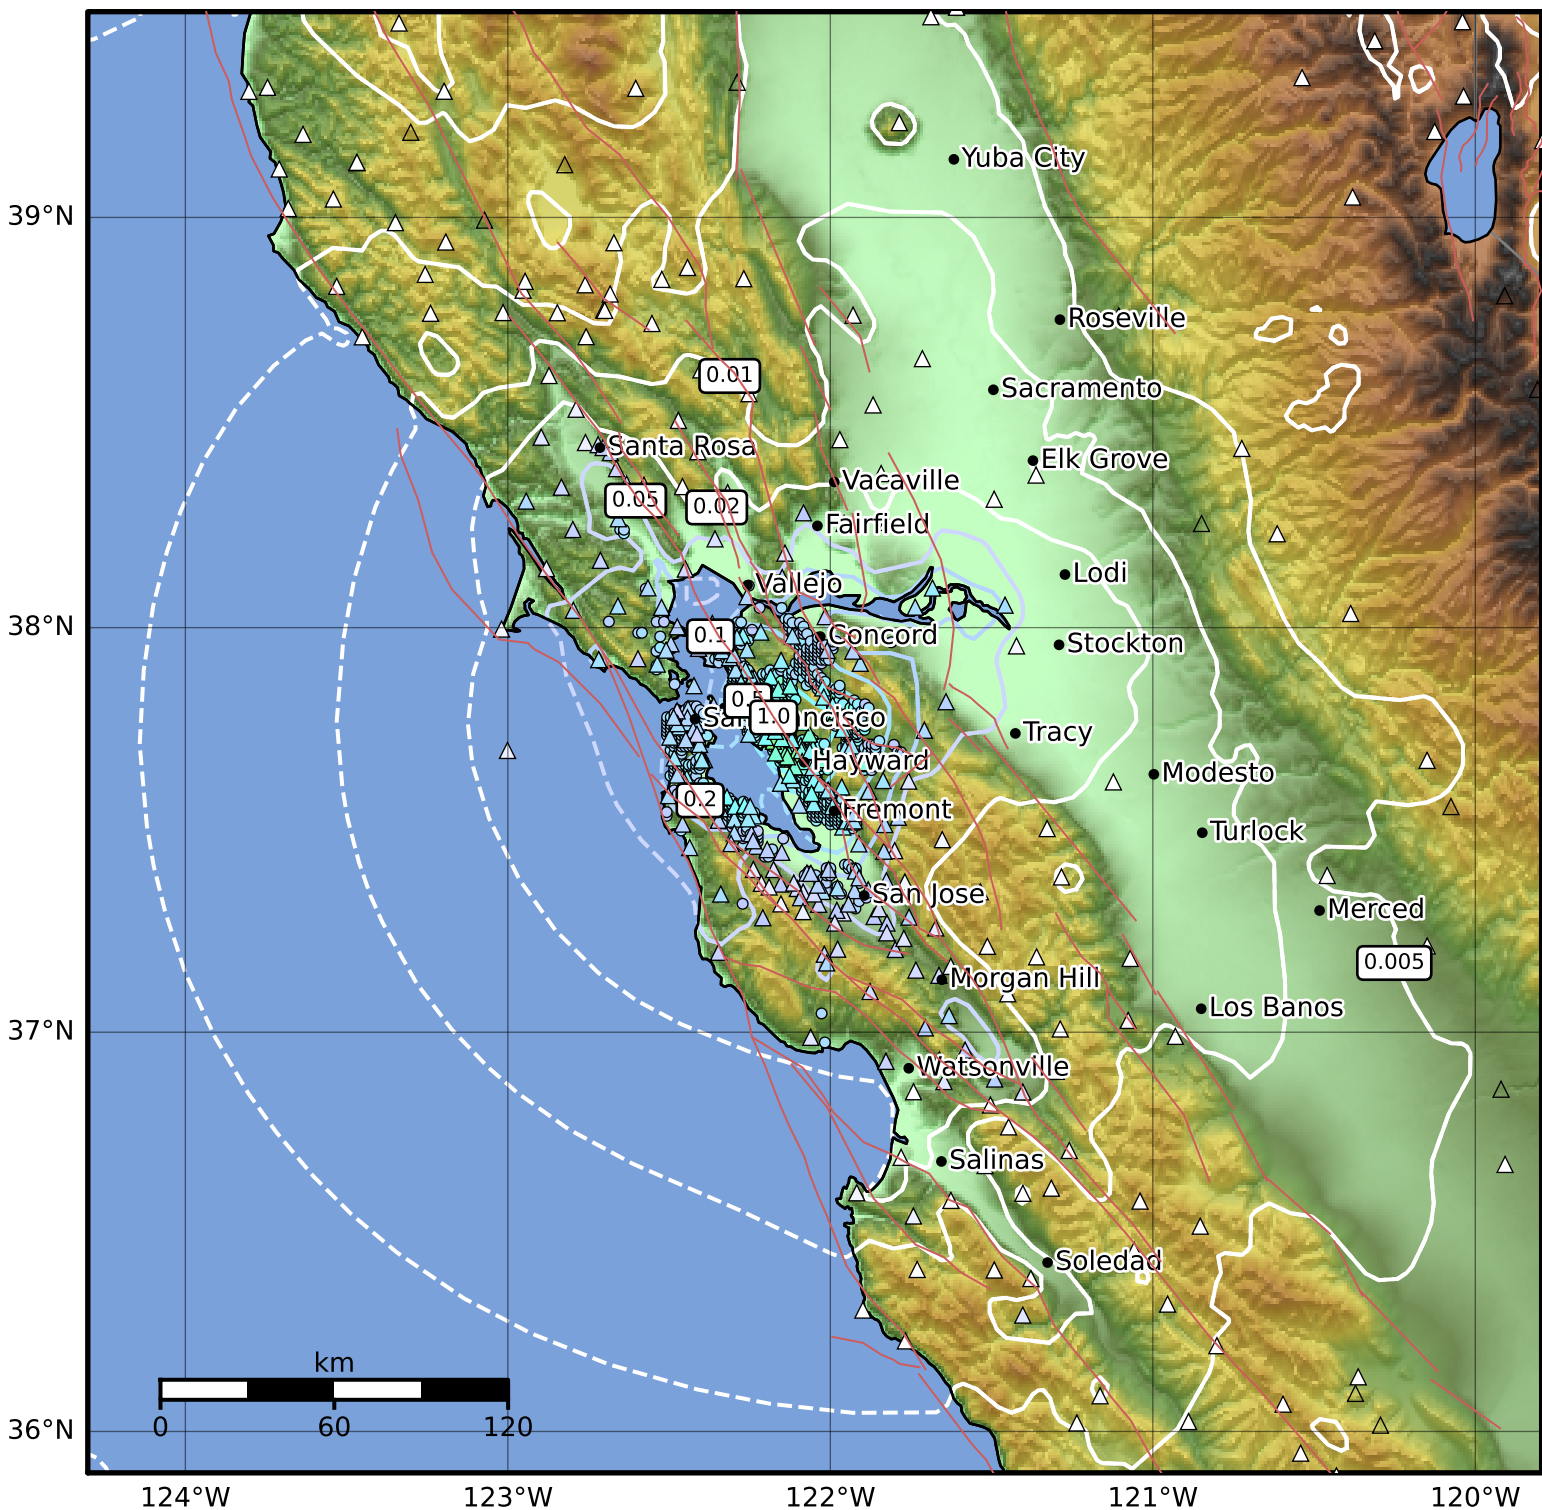 39°N
38°N
37°N
36°N
124°W
123°W
122°W
121°W
120°W
Yuba City
Roseville
Sacramento
Elk Grove
Santa Rosa
Vacaville
Fairfield
Lodi
Vallejo
Concord
Stockton
San Francisco
Tracy
Hayward
Modesto
Fremont
Turlock
San Jose
Merced
Morgan Hill
Los Banos
Watsonville
Salinas
Soledad
0.01
0.05
0.02
0.1
0.5
1.0
0.2
0.005
km
0
60
120